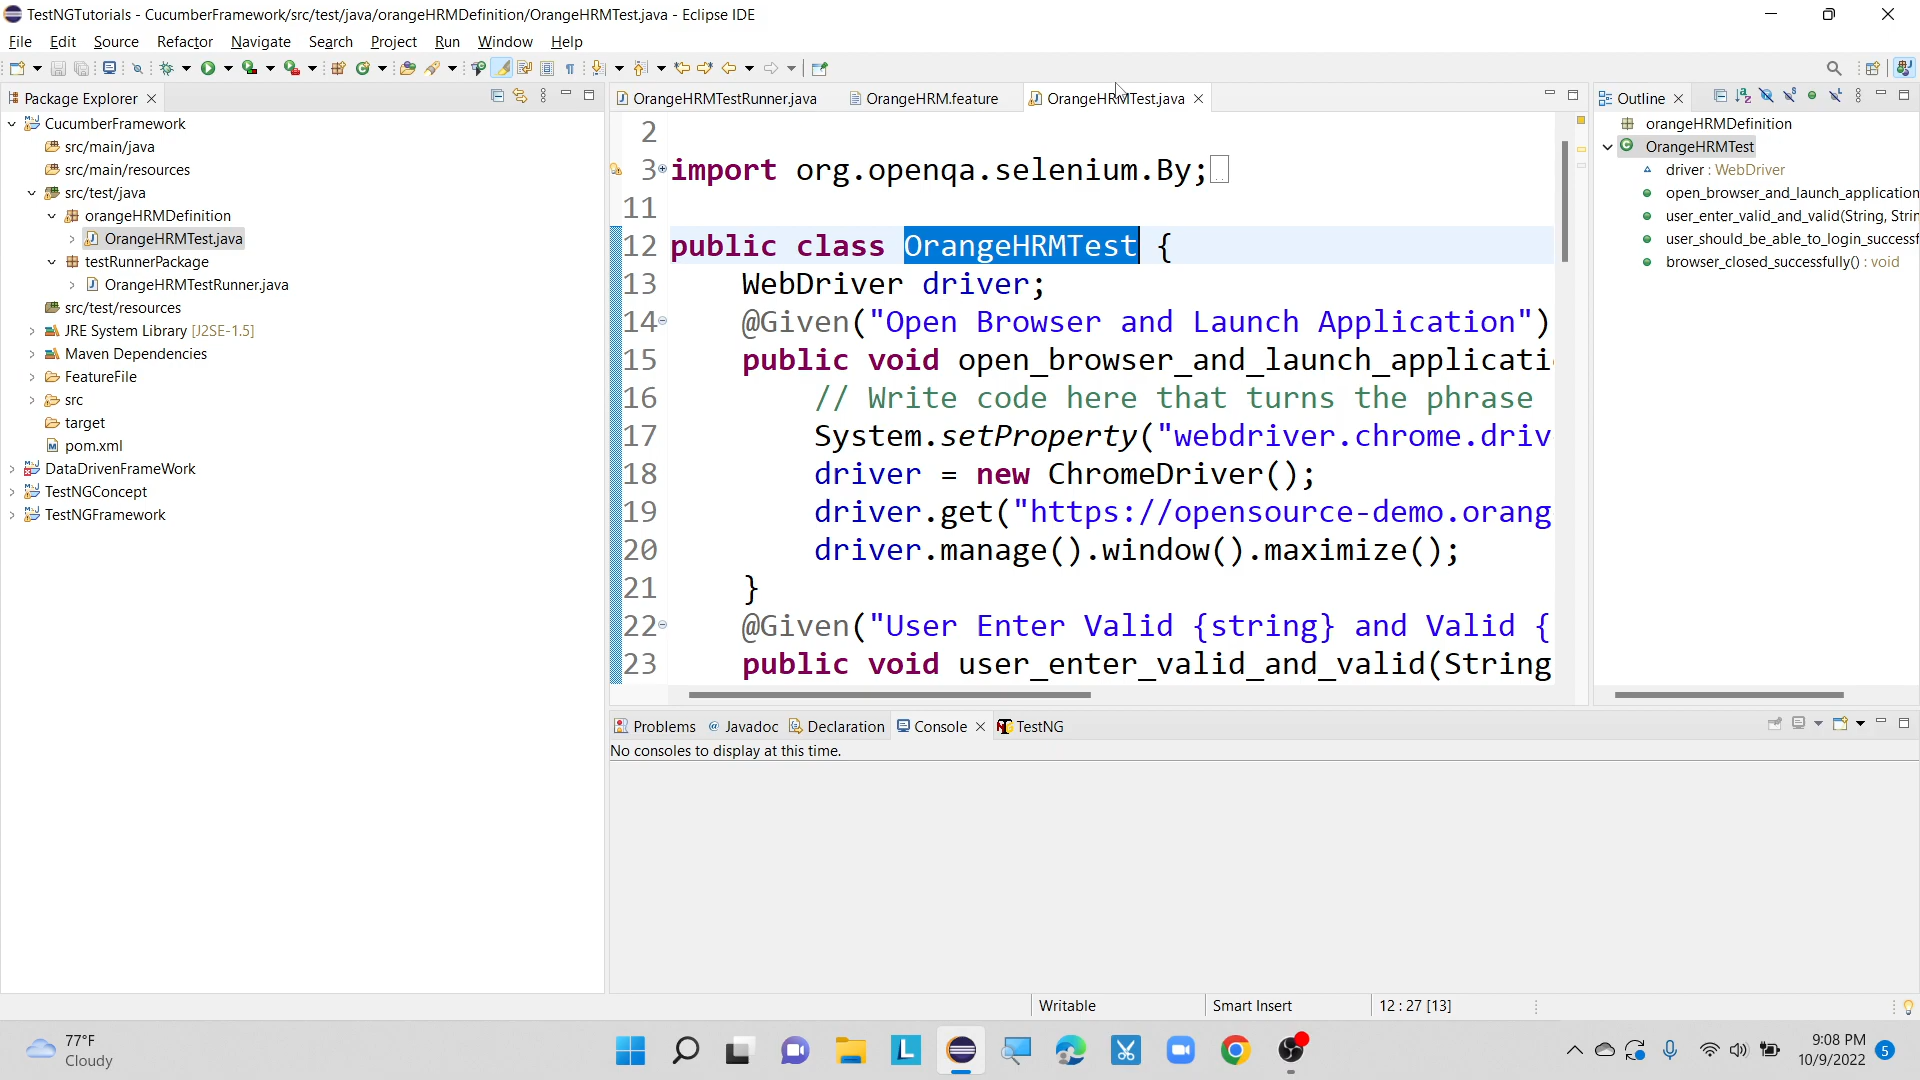 TestNGTutorials - CucumberFramework/src/test/java/orangeHRMDefinition/OrangeHRMTest.java - Eclipse IDE
File Edit Source Refactor Navigate Search Project Run Window Help
Package Explorer
CucumberFramework
src/main/java
src/main/resources
src/test/java
orangeHRMDefinition
OrangeHRMTest.java
testRunnerPackage
OrangeHRMTestRunner.java
src/test/resources
JRE System Library [J2SE-1.5]
Maven Dependencies
FeatureFile
src
target
pom.xml
DataDrivenFrameWork
TestNGConcept
TestNGFramework
OrangeHRMTestRunner.java OrangeHRM.feature OrangeHRMTest.java
2
3 import org.openqa.selenium.By;
11
12 public class OrangeHRMTest {
13 WebDriver driver;
14 @Given("Open Browser and Launch Application")
15 public void open_browser_and_launch_applicati
16 // Write code here that turns the phrase
17 System.setProperty("webdriver.chrome.driv
18 driver = new ChromeDriver();
19 driver.get("https://opensource-demo.orang
20 driver.manage().window().maximize();
21 }
22 @Given("User Enter Valid {string} and Valid {
23 public void user_enter_valid_and_valid(String
Outline
orangeHRMDefinition
OrangeHRMTest
driver : WebDriver
open_browser_and_launch_application
user_enter_valid_and_valid(String, Strin
user_should_be_able_to_login_successf
browser_closed_successfully() : void
Problems Javadoc Declaration Console TestNG
No consoles to display at this time.
Writable Smart Insert 12 : 27 [13]
77°F
Cloudy
9:08 PM
10/9/2022 5